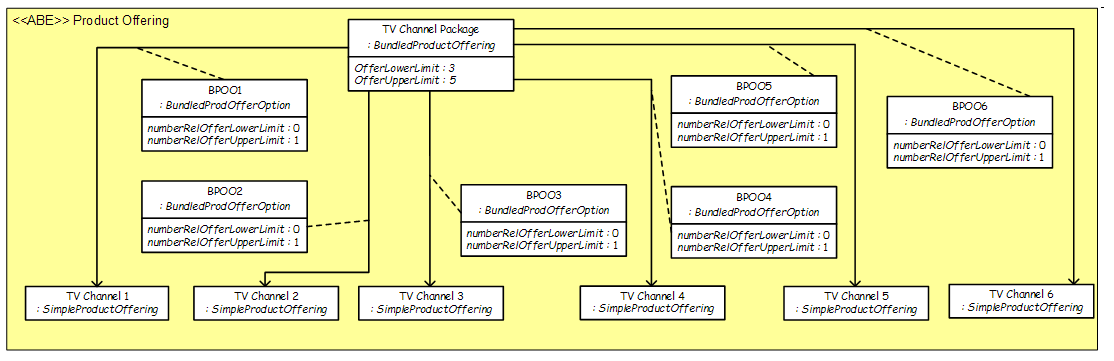 <<ABE>> Product Offering
TV Channel Package
: BundledProductOffering
OfferLowerLimit : 3
OfferUpperLimit : 5
BPOO1
: BundledProdOfferOption
numberRelOfferLowerLimit : 0
numberRelOfferUpperLimit : 1
BPOO5
: BundledProdOfferOption
numberRelOfferLowerLimit : 0
numberRelOfferUpperLimit : 1
BPOO6
: BundledProdOfferOption
numberRelOfferLowerLimit : 0
numberRelOfferUpperLimit : 1
BPOO2
: BundledProdOfferOption
numberRelOfferLowerLimit : 0
numberRelOfferUpperLimit : 1
BPOO3
: BundledProdOfferOption
numberRelOfferLowerLimit : 0
numberRelOfferUpperLimit : 1
BPOO4
: BundledProdOfferOption
numberRelOfferLowerLimit : 0
numberRelOfferUpperLimit : 1
TV Channel 1
: SimpleProductOffering
TV Channel 2
: SimpleProductOffering
TV Channel 3
: SimpleProductOffering
TV Channel 4
: SimpleProductOffering
TV Channel 5
: SimpleProductOffering
TV Channel 6
: SimpleProductOffering